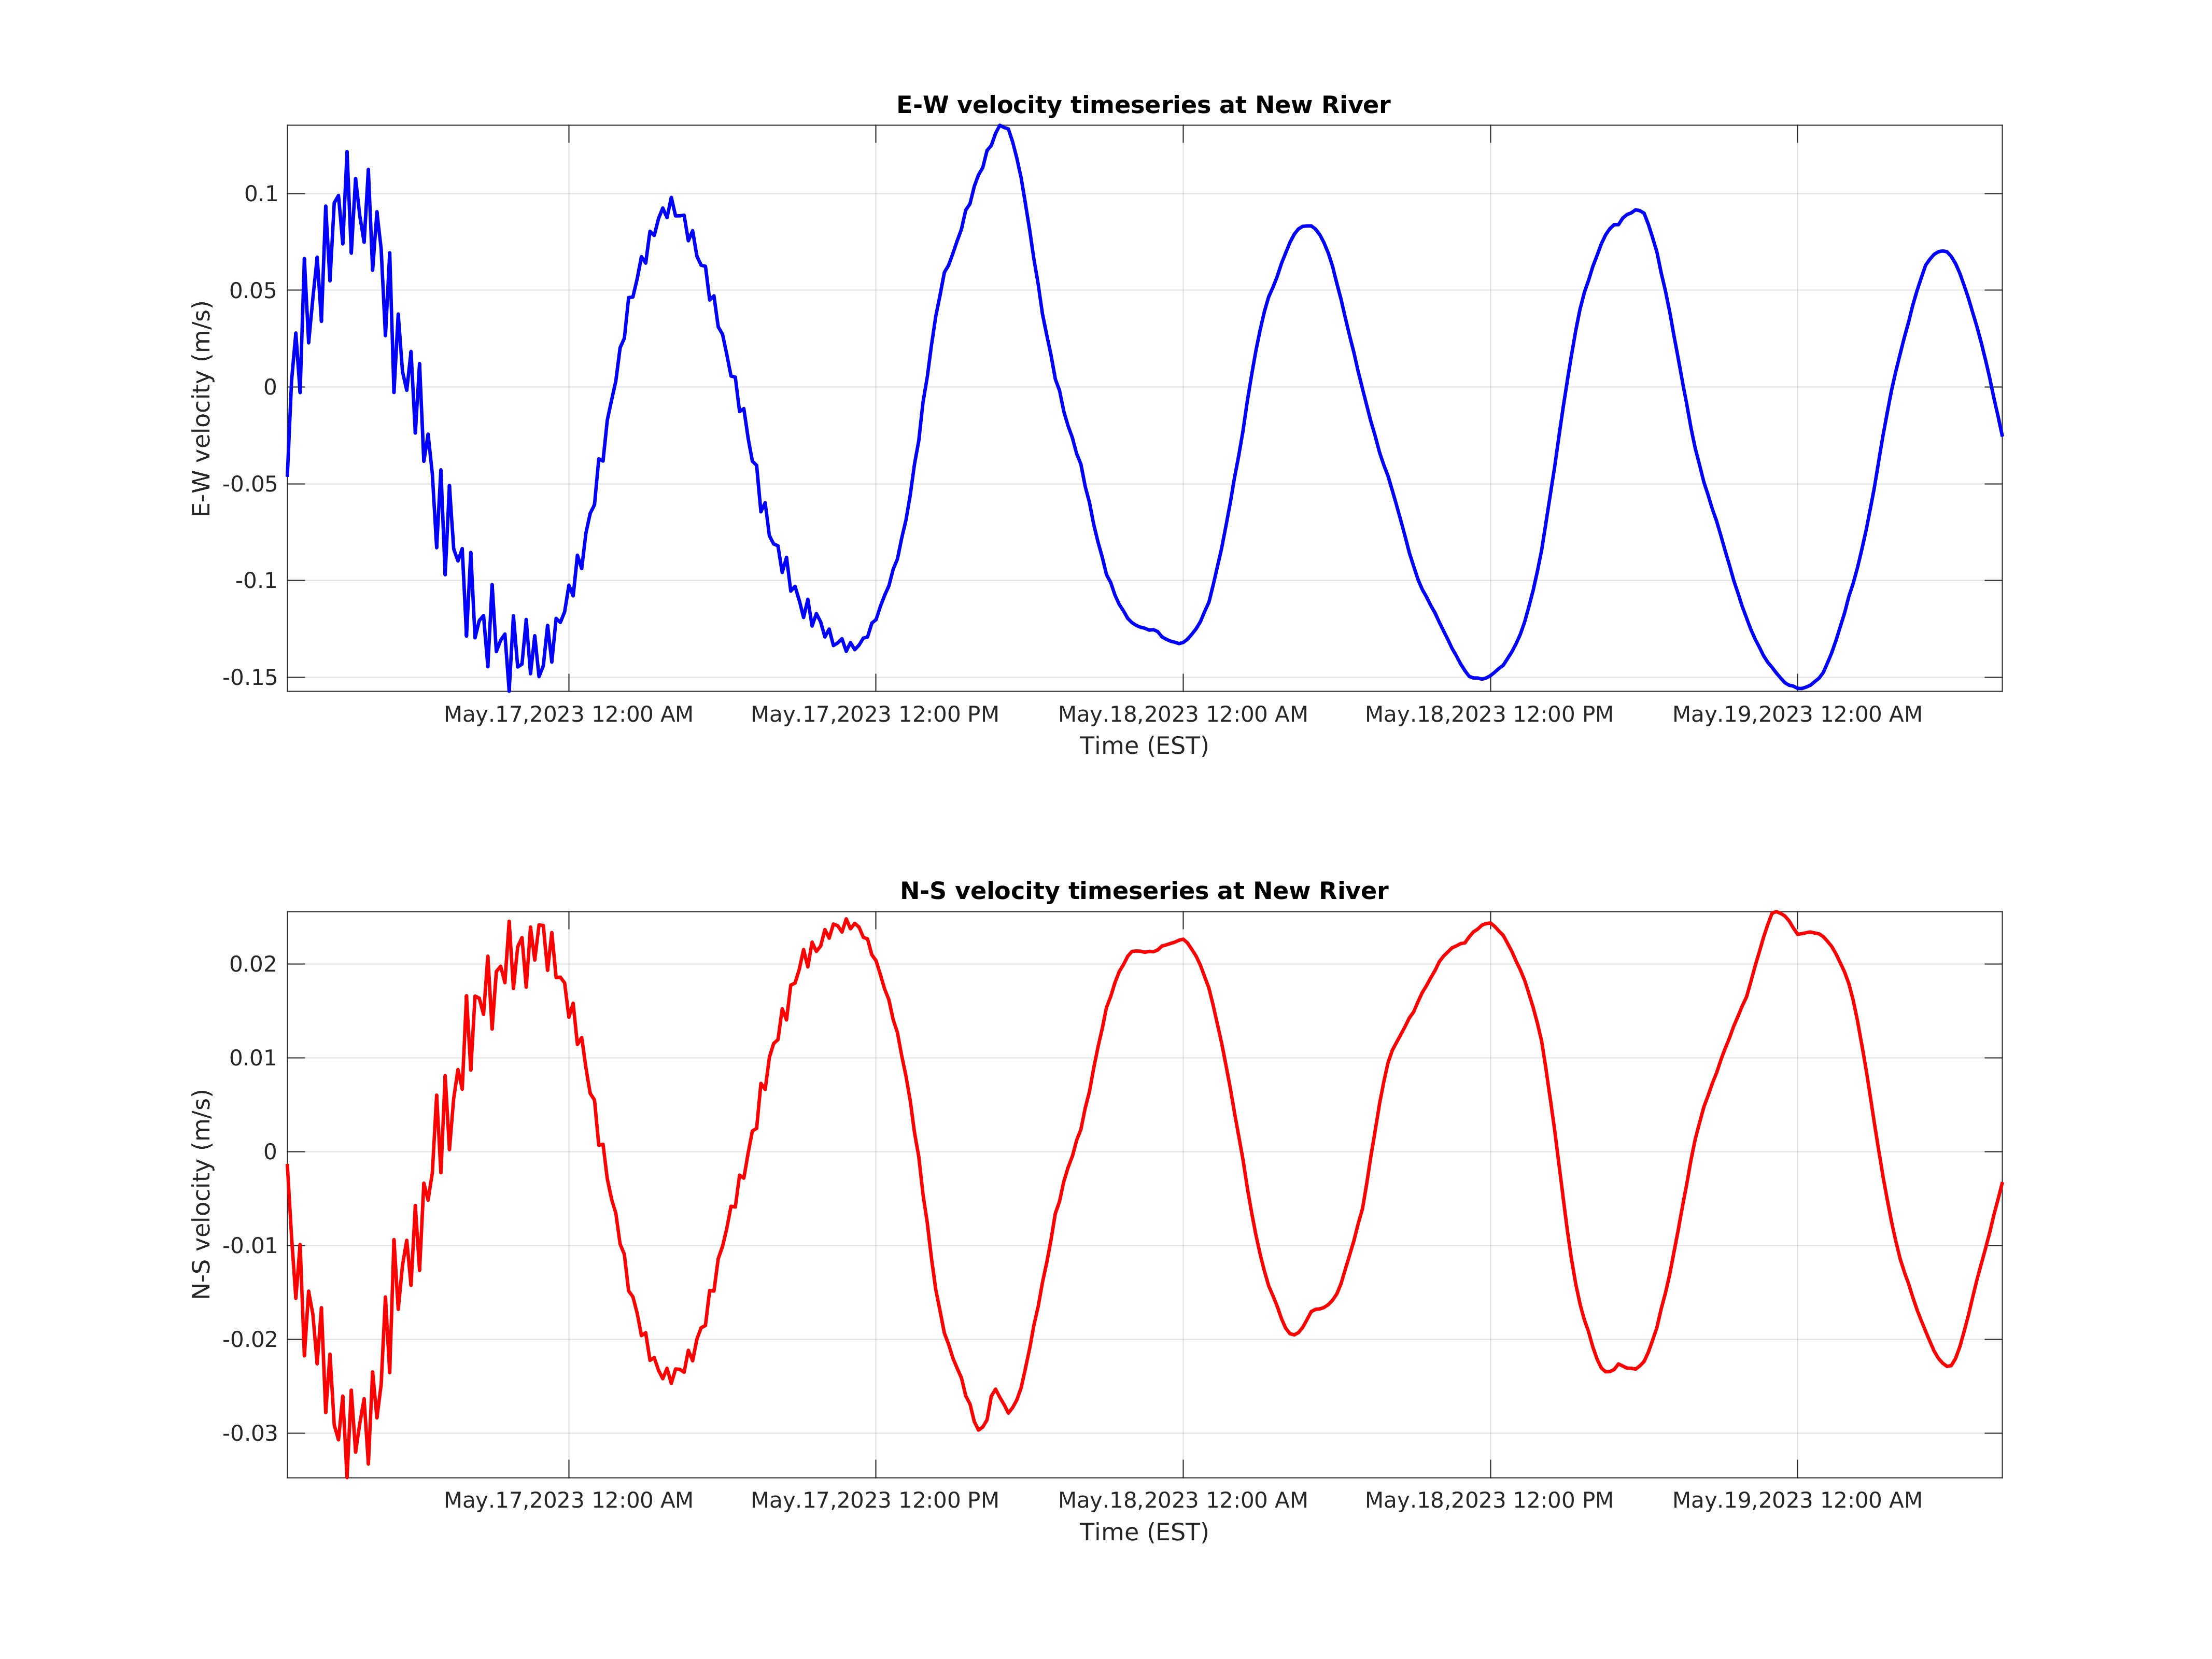 E-W velocity timeseries at New River
E-W velocity (m/s)
0.1
0.05
0
-0.05
-0.1
-0.15
May.17,2023 12:00 AM
May.17,2023 12:00 PM
May.18,2023 12:00 AM
May.18,2023 12:00 PM
May.19,2023 12:00 AM
Time (EST)
N-S velocity timeseries at New River
N-S velocity (m/s)
0.02
0.01
0
-0.01
-0.02
-0.03
May.17,2023 12:00 AM
May.17,2023 12:00 PM
May.18,2023 12:00 AM
May.18,2023 12:00 PM
May.19,2023 12:00 AM
Time (EST)